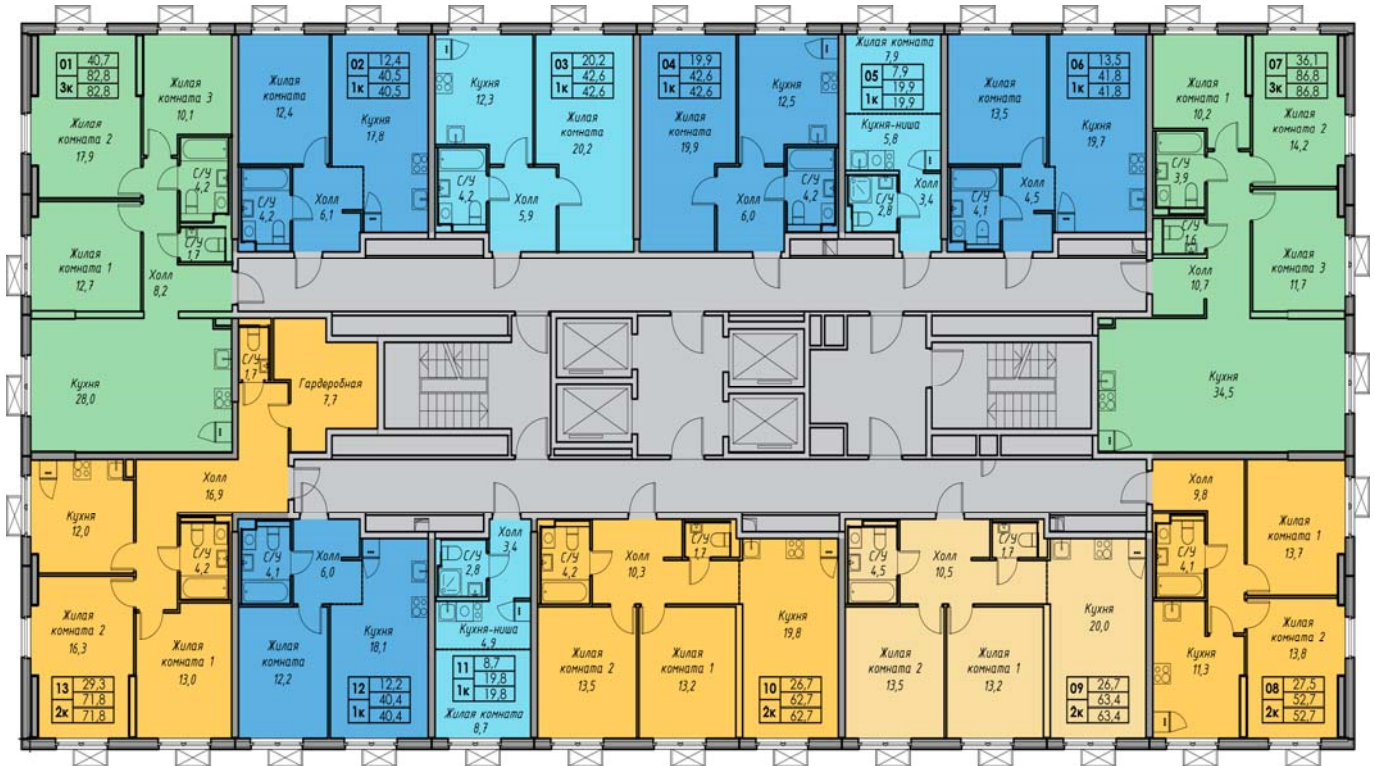 01 40,7
82,8
3к 82,8
Жилая
комната 3
10,1
Жилая
комната 2
17,9
С/У
4,2
С/У
1,7
Жилая
комната 1
12,7
Холл
8,2
Кухня
28,0
Жилая
комната
12,4
02 12,4
40,5
1к 40,5
Кухня
17,8
С/У
4,2
Холл
6,1
Кухня
12,3
С/У
4,2
Холл
5,9
03 20,2
42,6
1к 42,6
Жилая
комната
20,2
04 19,9
42,6
1к 42,6
Жилая
комната
19,9
Кухня
12,5
Холл
6,0
С/У
4,2
Жилая комната
7,9
05 7,9
19,9
1к 19,9
Кухня-ниша
5,8
С/У
2,8
Холл
3,4
Жилая
комната
13,5
06 13,5
41,8
1к 41,8
Кухня
19,7
С/У
4,1
Холл
4,5
Жилая
комната 1
10,2
07 36,1
86,8
3к 86,8
Жилая
комната 2
14,2
С/У
3,9
С/У
1,6
Холл
10,7
Жилая
комната 3
11,7
Кухня
34,5
С/У
1,7
Гардеробная
7,7
Холл
16,9
Кухня
12,0
С/У
4,2
Жилая
комната 2
16,3
Жилая
комната 1
13,0
13 29,3
71,8
2к 71,8
С/У
4,1
Холл
6,0
Жилая
комната
12,2
Кухня
18,1
12 12,2
40,4
1к 40,4
Холл
3,4
С/У
2,8
Кухня-ниша
4,9
11 8,7
19,8
1к 19,8
Жилая комната
8,7
С/У
4,2
Холл
10,3
С/У
1,7
Жилая
комната 2
13,5
Жилая
комната 1
13,2
Кухня
19,8
10 26,7
62,7
2к 62,7
С/У
4,5
Холл
10,5
С/У
1,7
Жилая
комната 2
13,5
Жилая
комната 1
13,2
Кухня
20,0
09 26,7
63,4
2к 63,4
Холл
9,8
С/У
4,1
Жилая
комната 1
13,7
Кухня
11,3
Жилая
комната 2
13,8
08 27,5
52,7
2к 52,7